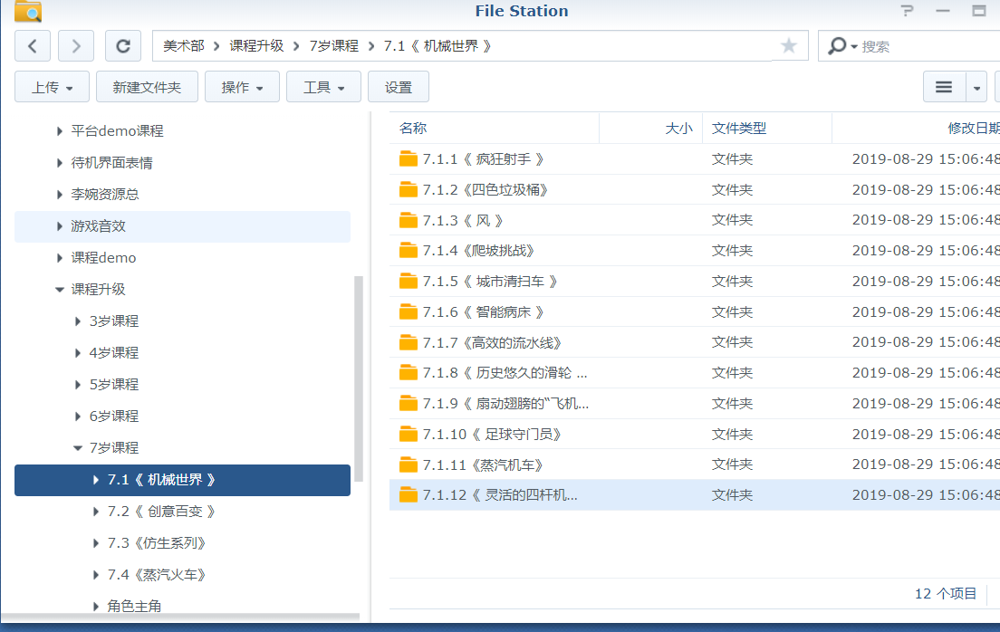 File Station
美术部 > 课程升级 > 7岁课程 > 7.1《 机械世界 》
搜索
上传 新建文件夹 操作 工具 设置
平台demo课程
待机界面表情
李婉资源总
游戏音效
课程demo
课程升级
3岁课程
4岁课程
5岁课程
6岁课程
7岁课程
7.1《 机械世界 》
7.2《 创意百变 》
7.3《仿生系列》
7.4《蒸汽火车》
角色主角
名称 大小 文件类型 修改日期
7.1.1《 疯狂射手 》 文件夹 2019-08-29 15:06:48
7.1.2《四色垃圾桶》 文件夹 2019-08-29 15:06:48
7.1.3《 风 》 文件夹 2019-08-29 15:06:48
7.1.4《爬坡挑战》 文件夹 2019-08-29 15:06:48
7.1.5《 城市清扫车 》 文件夹 2019-08-29 15:06:48
7.1.6《 智能病床 》 文件夹 2019-08-29 15:06:48
7.1.7《高效的流水线》 文件夹 2019-08-29 15:06:48
7.1.8《 历史悠久的滑轮 ... 文件夹 2019-08-29 15:06:48
7.1.9《 扇动翅膀的“飞机... 文件夹 2019-08-29 15:06:48
7.1.10《 足球守门员》 文件夹 2019-08-29 15:06:48
7.1.11《蒸汽机车》 文件夹 2019-08-29 15:06:48
7.1.12《 灵活的四杆机... 文件夹 2019-08-29 15:06:48
12 个项目